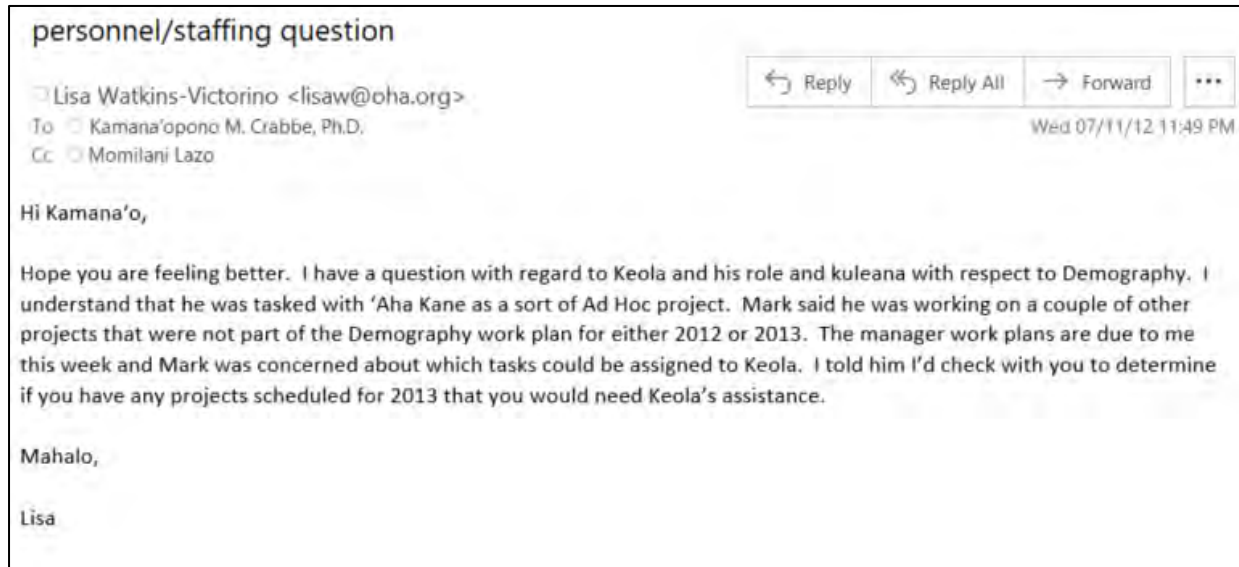 personnel/staffing question
Reply Reply All Forward ...
Lisa Watkins-Victorino <lisaw@oha.org>
To Kamana'opono M. Crabbe, Ph.D.
Wed 07/11/12 11:49 PM
Cc Momilani Lazo
Hi Kamana'o,
Hope you are feeling better. I have a question with regard to Keola and his role and kuleana with respect to Demography. I
understand that he was tasked with 'Aha Kane as a sort of Ad Hoc project. Mark said he was working on a couple of other
projects that were not part of the Demography work plan for either 2012 or 2013. The manager work plans are due to me
this week and Mark was concerned about which tasks could be assigned to Keola. I told him I'd check with you to determine
if you have any projects scheduled for 2013 that you would need Keola's assistance.
Mahalo,
Lisa